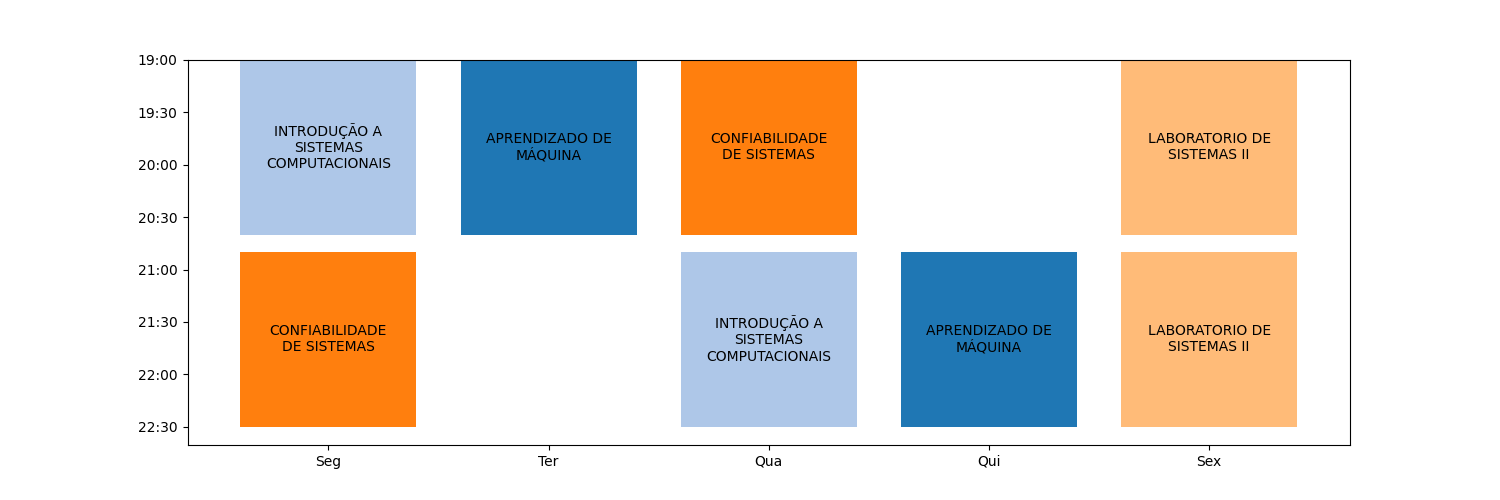 19:00
19:30
20:00
20:30
21:00
21:30
22:00
22:30
INTRODUÇÃO A
SISTEMAS
COMPUTACIONAIS
APRENDIZADO DE
MÁQUINA
CONFIABILIDADE
DE SISTEMAS
LABORATORIO DE
SISTEMAS II
CONFIABILIDADE
DE SISTEMAS
INTRODUÇÃO A
SISTEMAS
COMPUTACIONAIS
APRENDIZADO DE
MÁQUINA
LABORATORIO DE
SISTEMAS II
Seg
Ter
Qua
Qui
Sex